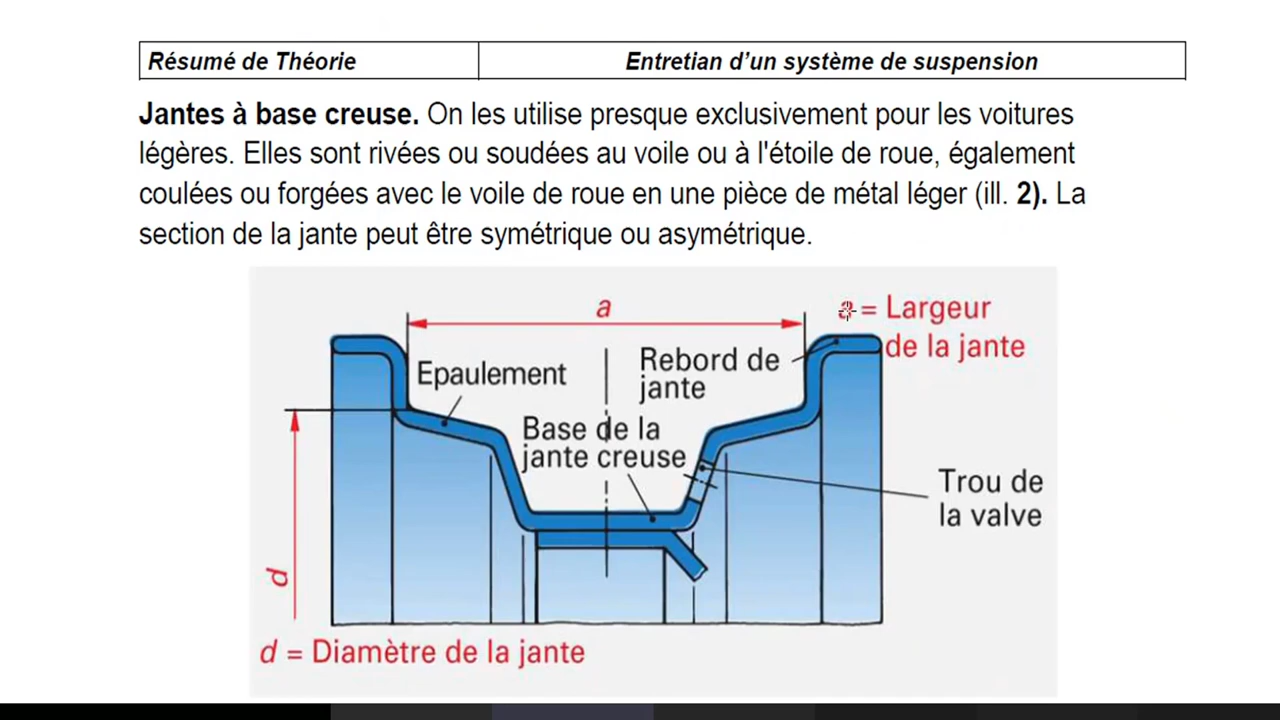 Résumé de Théorie
Entretian d’un système de suspension
Jantes à base creuse. On les utilise presque exclusivement pour les voitures
légères. Elles sont rivées ou soudées au voile ou à l'étoile de roue, également
coulées ou forgées avec le voile de roue en une pièce de métal léger (ill. 2). La
section de la jante peut être symétrique ou asymétrique.
a
a = Largeur
de la jante
Rebord de
jante
Epaulement
Base de la
jante creuse
Trou de
la valve
d
d = Diamètre de la jante